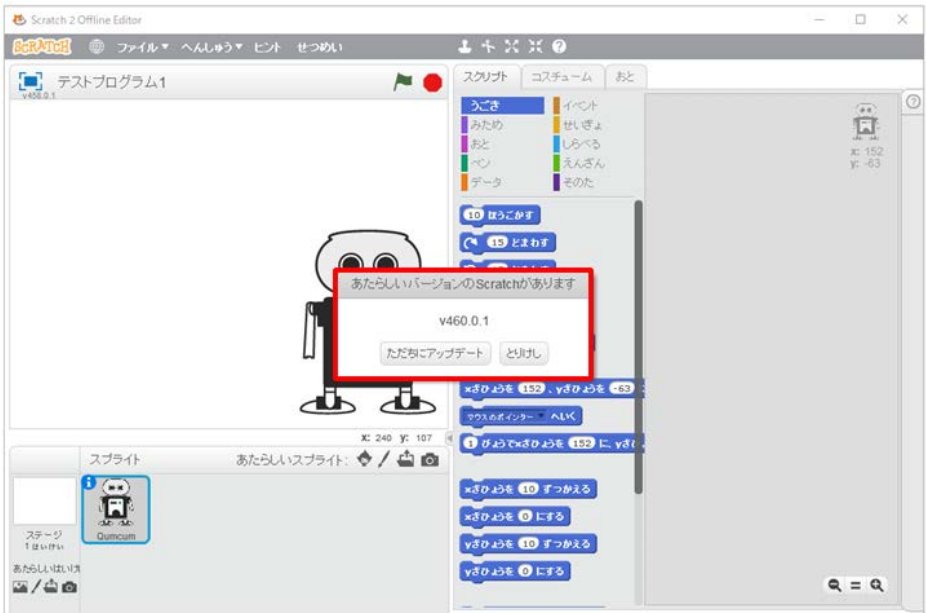 Scratch 2 Offline Editor
SCRATCH ファイル へんしゅう ヒント せつめい
テストプログラム1
v458.0.1
スクリプト コスチューム おと
うごき イベント
みため せいぎょ
おと しらべる
ペン えんざん
データ そのた
x: 152
y: -63
10 ほうごかす
15 どまわす
あたらしいバージョンのScratchがあります
v460.0.1
ただちにアップデート とりけし
xざひょうを 152 、yざひょうを -63
マウスのポインター へいく
1 びょうでxざひょうを 152 に、yざひ
x: 240 y: 107
スプライト あたらしいスプライト:
xざひょうを 10 ずつかえる
xざひょうを 0 にする
yざひょうを 10 ずつかえる
yざひょうを 0 にする
ステージ
1 はいけい
Qumcum
あたらしいはいけ